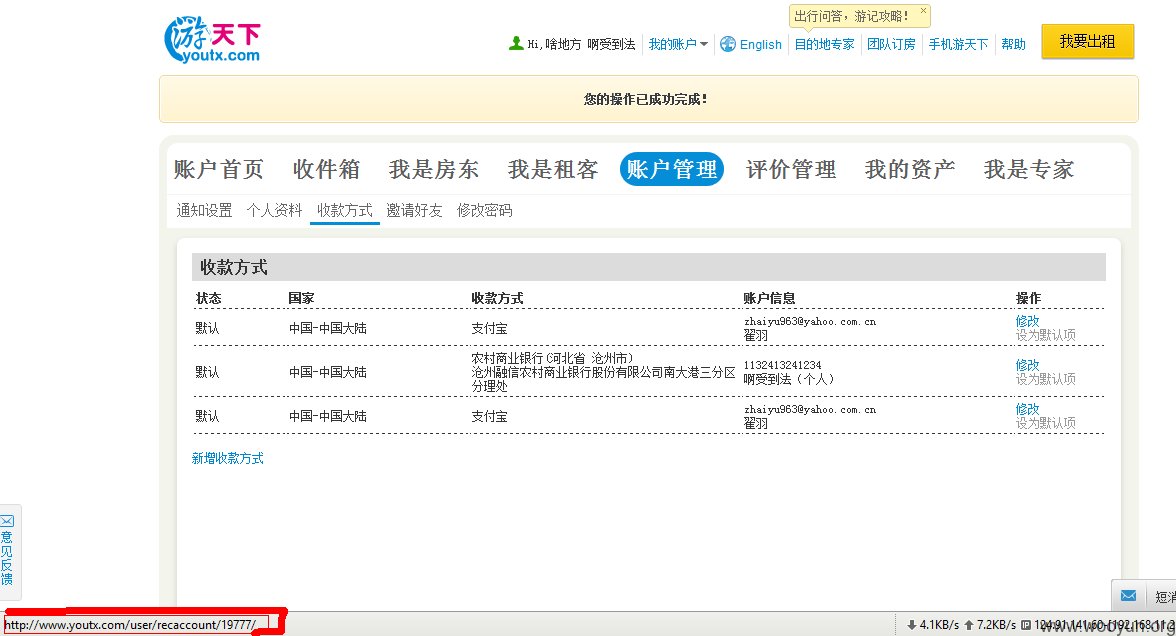 出行问答，游记攻略！ ×
游天下
youtx.com
Hi,啥地方 啊受到法 我的账户 English 目的地专家 团队订房 手机游天下 帮助 我要出租
您的操作已成功完成！
账户首页 收件箱 我是房东 我是租客 账户管理 评价管理 我的资产 我是专家
通知设置 个人资料 收款方式 邀请好友 修改密码
收款方式
状态 国家 收款方式 账户信息 操作
默认 中国-中国大陆 支付宝 zhaiyu963@yahoo.com.cn 修改
翟羽 设为默认项
农村商业银行(河北省 沧州市)
默认 中国-中国大陆 沧州融信农村商业银行股份有限公司南大港三分区 1132413241234 修改
分理处 啊受到法（个人） 设为默认项
默认 中国-中国大陆 支付宝 zhaiyu963@yahoo.com.cn 修改
翟羽 设为默认项
新增收款方式
意见反馈
短消
http://www.youtx.com/user/recaccount/19777/
4.1KB/s 7.2KB/s IP
www.wooyun.org